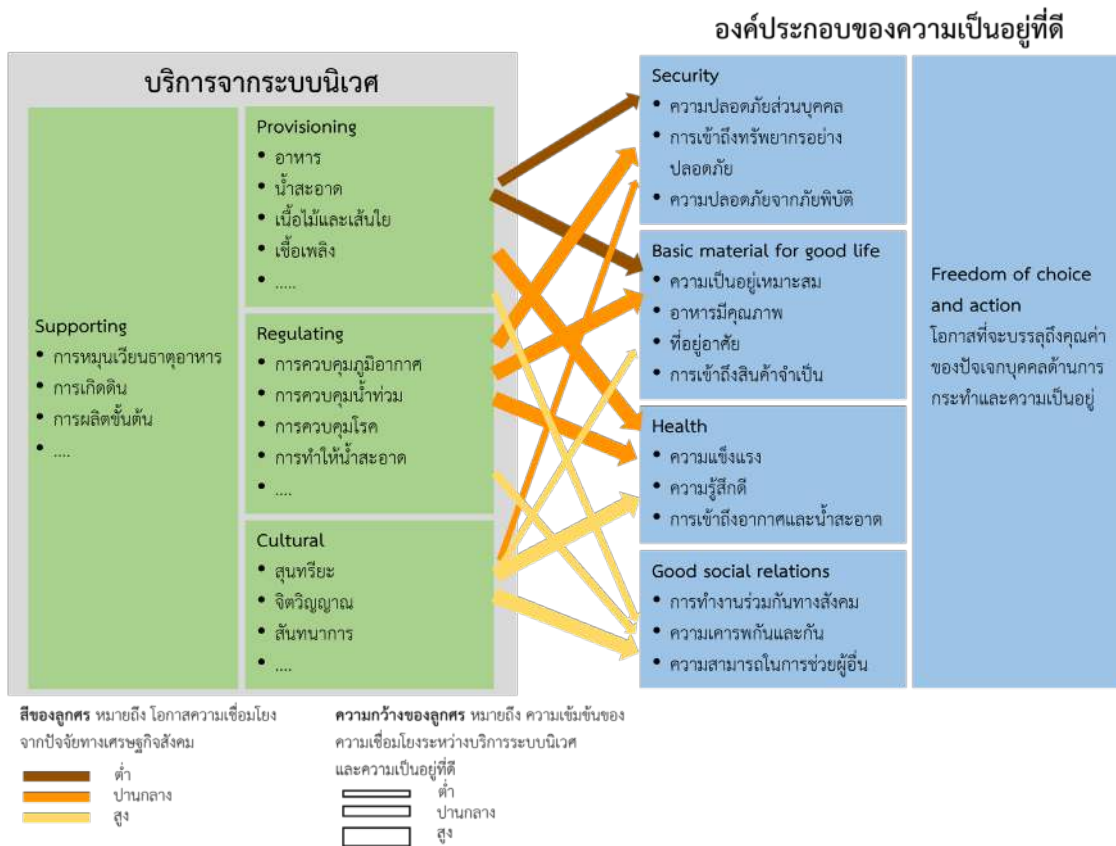 องค์ประกอบของความเป็นอยู่ที่ดี
บริการจากระบบนิเวศ
Supporting
• การหมุนเวียนธาตุอาหาร
• การเกิดดิน
• การผลิตขั้นต้น
• ....
Provisioning
• อาหาร
• น้ำสะอาด
• เนื้อไม้และเส้นใย
• เชื้อเพลิง
• .....
Regulating
• การควบคุมภูมิอากาศ
• การควบคุมน้ำท่วม
• การควบคุมโรค
• การทำให้น้ำสะอาด
• ....
Cultural
• สุนทรียะ
• จิตวิญญาณ
• สันทนาการ
• ....
Security
• ความปลอดภัยส่วนบุคคล
• การเข้าถึงทรัพยากรอย่าง
ปลอดภัย
• ความปลอดภัยจากภัยพิบัติ
Basic material for good life
• ความเป็นอยู่เหมาะสม
• อาหารมีคุณภาพ
• ที่อยู่อาศัย
• การเข้าถึงสินค้าจำเป็น
Health
• ความแข็งแรง
• ความรู้สึกดี
• การเข้าถึงอากาศและน้ำสะอาด
Good social relations
• การทำงานร่วมกันทางสังคม
• ความเคารพกันและกัน
• ความสามารถในการช่วยผู้อื่น
Freedom of choice
and action
โอกาสที่จะบรรลุถึงคุณค่า
ของปัจเจกบุคคลด้านการ
กระทำและความเป็นอยู่
สีของลูกศร หมายถึง โอกาสความเชื่อมโยง
จากปัจจัยทางเศรษฐกิจสังคม
ต่ำ
ปานกลาง
สูง
ความกว้างของลูกศร หมายถึง ความเข้มข้นของ
ความเชื่อมโยงระหว่างบริการระบบนิเวศ
และความเป็นอยู่ที่ดี
ต่ำ
ปานกลาง
สูง